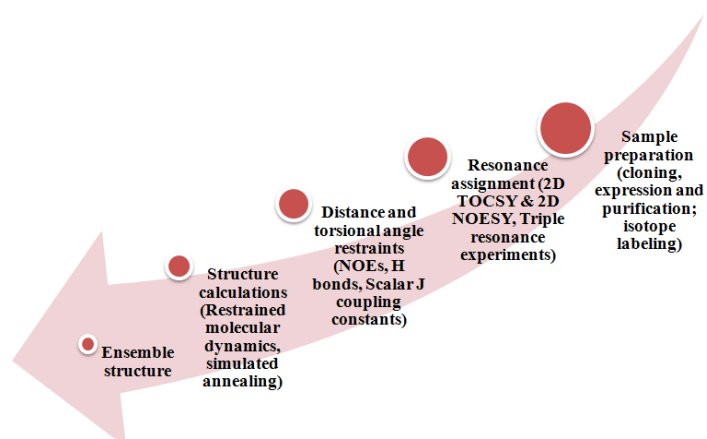 Sample
preparation
(cloning,
expression and
purification;
isotope
labeling)
Resonance
assignment (2D
TOCSY & 2D
NOESY, Triple
resonance
experiments)
Distance and
torsional angle
restraints
(NOEs, H
bonds, Scalar J
coupling
constants)
Structure
calculations
(Restrained
molecular
dynamics,
simulated
annealing)
Ensemble
structure